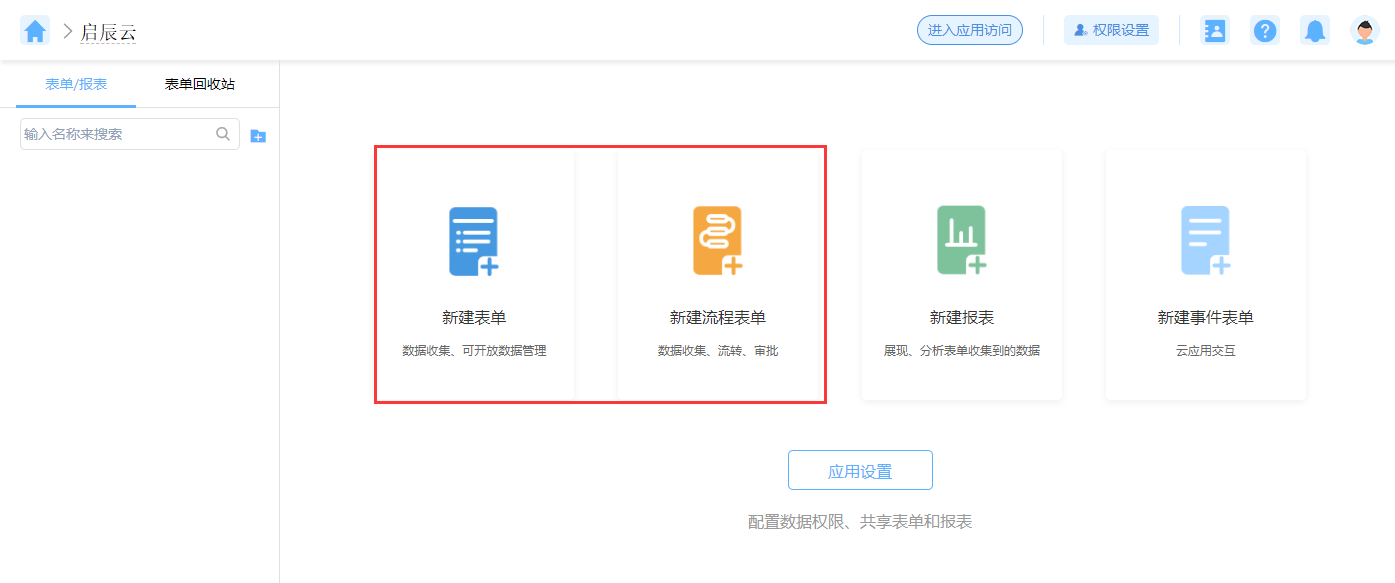 启辰云
进入应用访问
权限设置
表单/报表
表单回收站
输入名称来搜索
新建表单
数据收集、可开放数据管理
新建流程表单
数据收集、流转、审批
新建报表
展现、分析表单收集到的数据
新建事件表单
云应用交互
应用设置
配置数据权限、共享表单和报表